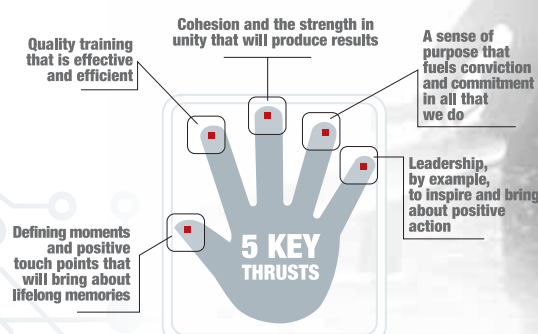 Cohesion and the strength in
unity that will produce results
Quality training
that is effective
and efficient
A sense of
purpose that
fuels conviction
and commitment
in all that
we do
Leadership,
by example,
to inspire and bring
about positive
action
Defining moments
and positive
touch points that
will bring about
lifelong memories
5 KEY
THRUSTS